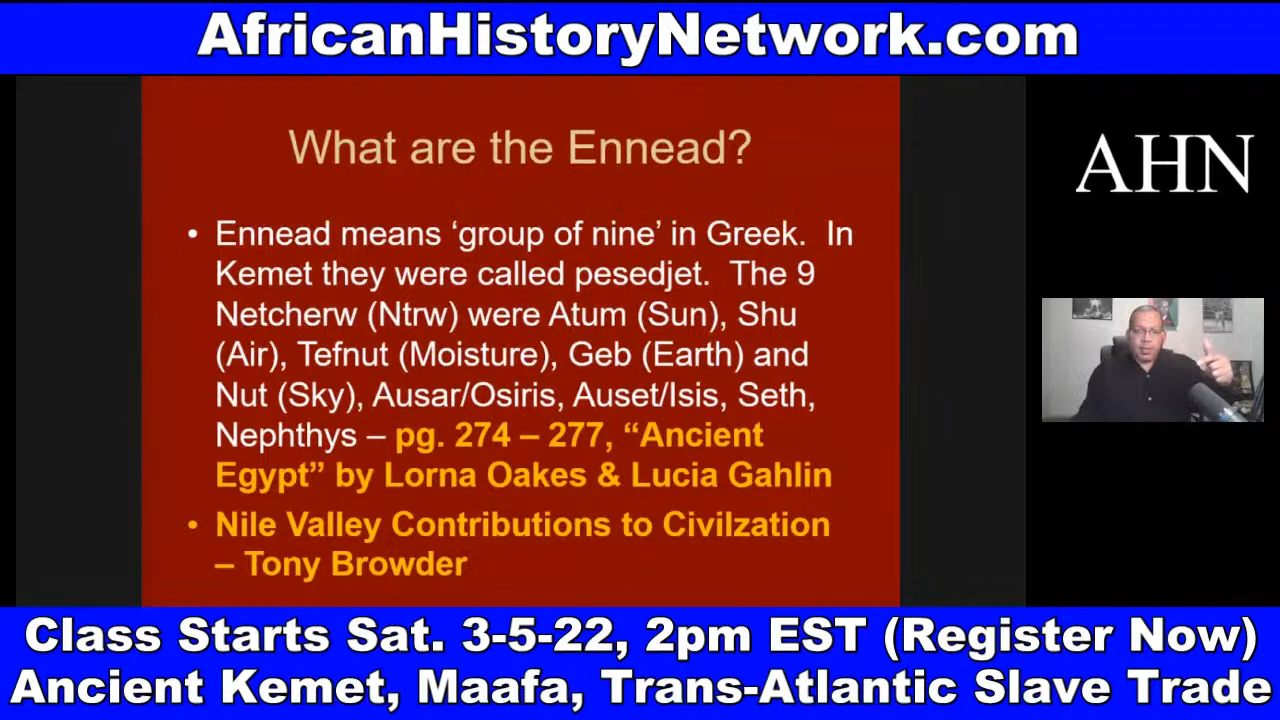 AfricanHistoryNetwork.com
What are the Ennead?
AHN
• Ennead means ‘group of nine’ in Greek. In
Kemet they were called pesedjet. The 9
Netcherw (Ntrw) were Atum (Sun), Shu
(Air), Tefnut (Moisture), Geb (Earth) and
Nut (Sky), Ausar/Osiris, Auset/Isis, Seth,
Nephthys – pg. 274 – 277, “Ancient
Egypt” by Lorna Oakes & Lucia Gahlin
• Nile Valley Contributions to Civilzation
– Tony Browder
Class Starts Sat. 3-5-22, 2pm EST (Register Now)
Ancient Kemet, Maafa, Trans-Atlantic Slave Trade